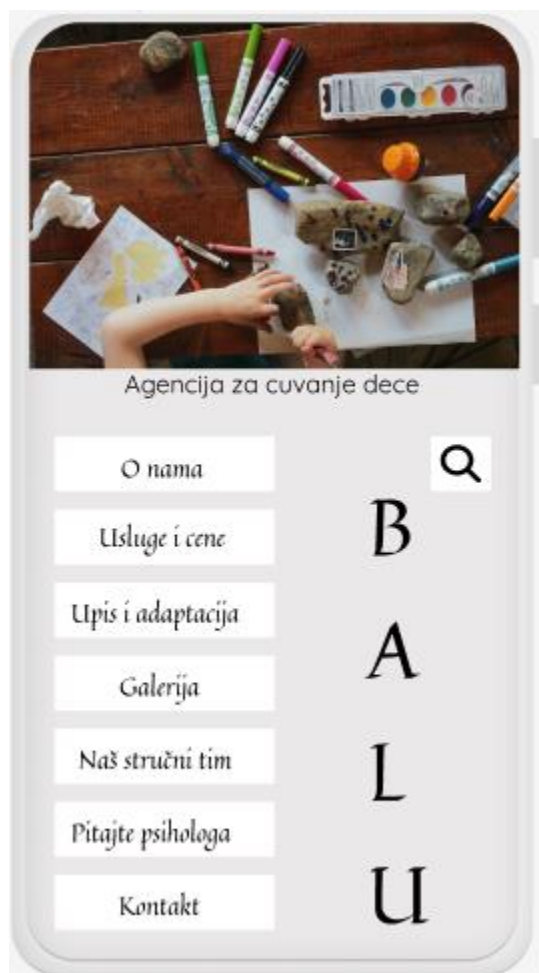 Agencija za cuvanje dece
O nama
Usluge i cene
Upis i adaptacija
Galerija
Naš stručni tim
Pitajte psihologa
Kontakt
B
A
L
U